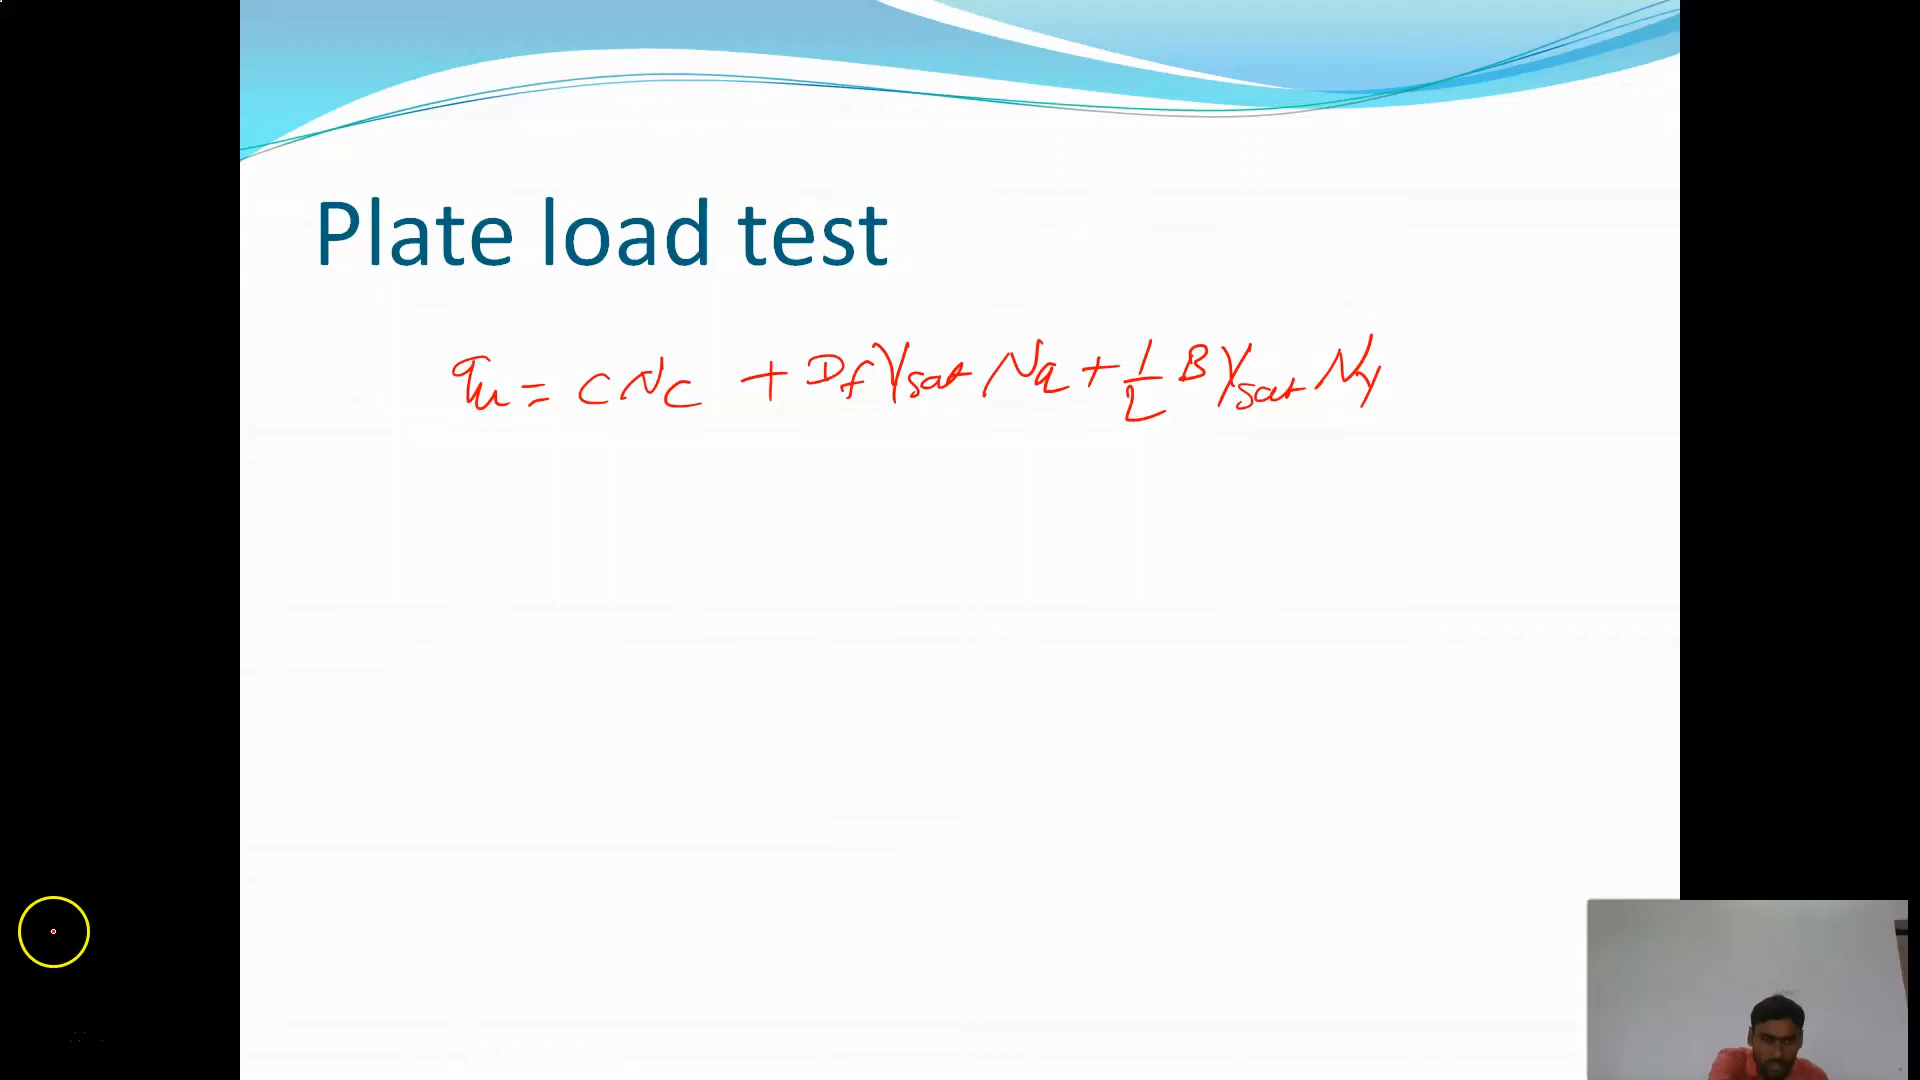 Plate load test
qu = CNC + Df γsat Nq + 1/2 B γsat Nγ